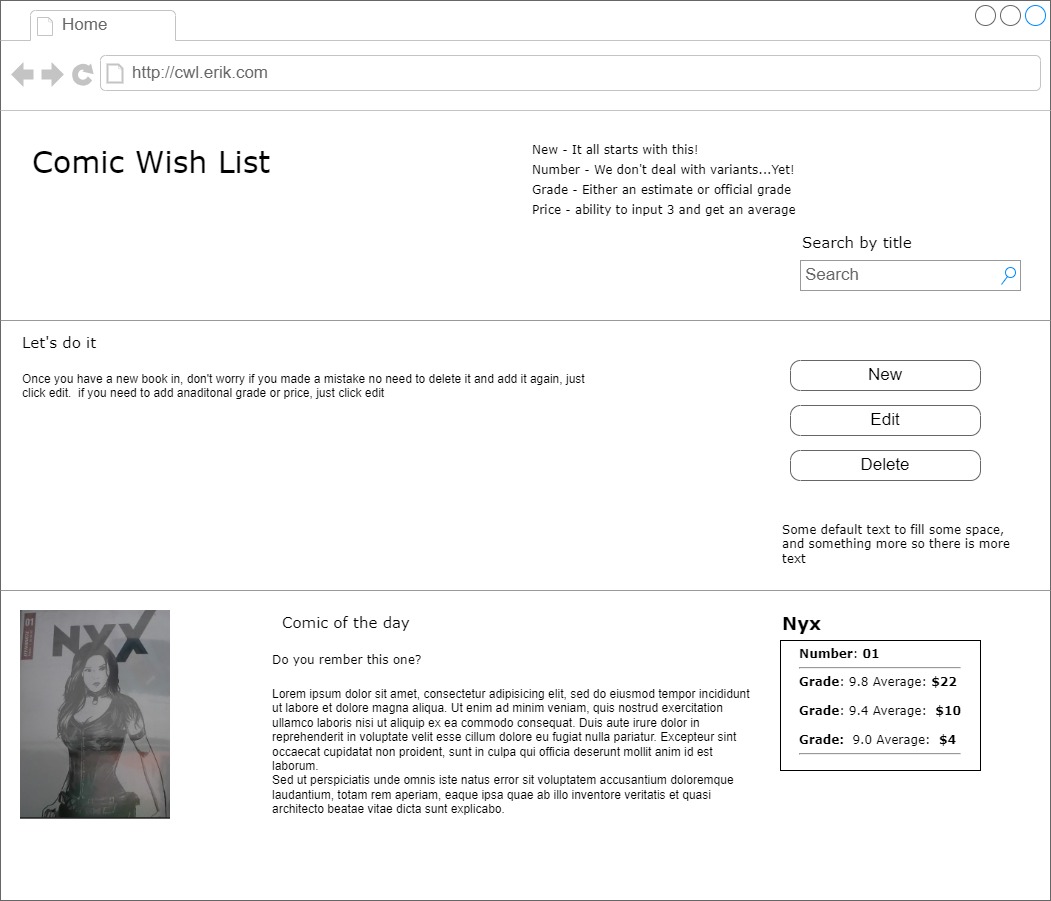 Home
http://cwl.erik.com
Comic Wish List
New - It all starts with this!
Number - We don't deal with variants...Yet!
Grade - Either an estimate or official grade
Price - ability to input 3 and get an average
Search by title
Search
Let's do it
Once you have a new book in, don't worry if you made a mistake no need to delete it and add it again, just
click edit.  if you need to add anaditonal grade or price, just click edit
New
Edit
Delete
Some default text to fill some space,
and something more so there is more
text
01
NYX
Comic of the day
Do you rember this one?
Lorem ipsum dolor sit amet, consectetur adipisicing elit, sed do eiusmod tempor incididunt
ut labore et dolore magna aliqua. Ut enim ad minim veniam, quis nostrud exercitation
ullamco laboris nisi ut aliquip ex ea commodo consequat. Duis aute irure dolor in
reprehenderit in voluptate velit esse cillum dolore eu fugiat nulla pariatur. Excepteur sint
occaecat cupidatat non proident, sunt in culpa qui officia deserunt mollit anim id est
laborum.
Sed ut perspiciatis unde omnis iste natus error sit voluptatem accusantium doloremque
laudantium, totam rem aperiam, eaque ipsa quae ab illo inventore veritatis et quasi
architecto beatae vitae dicta sunt explicabo.
Nyx
Number: 01
Grade: 9.8 Average: $22
Grade: 9.4 Average:  $10
Grade:  9.0 Average:  $4